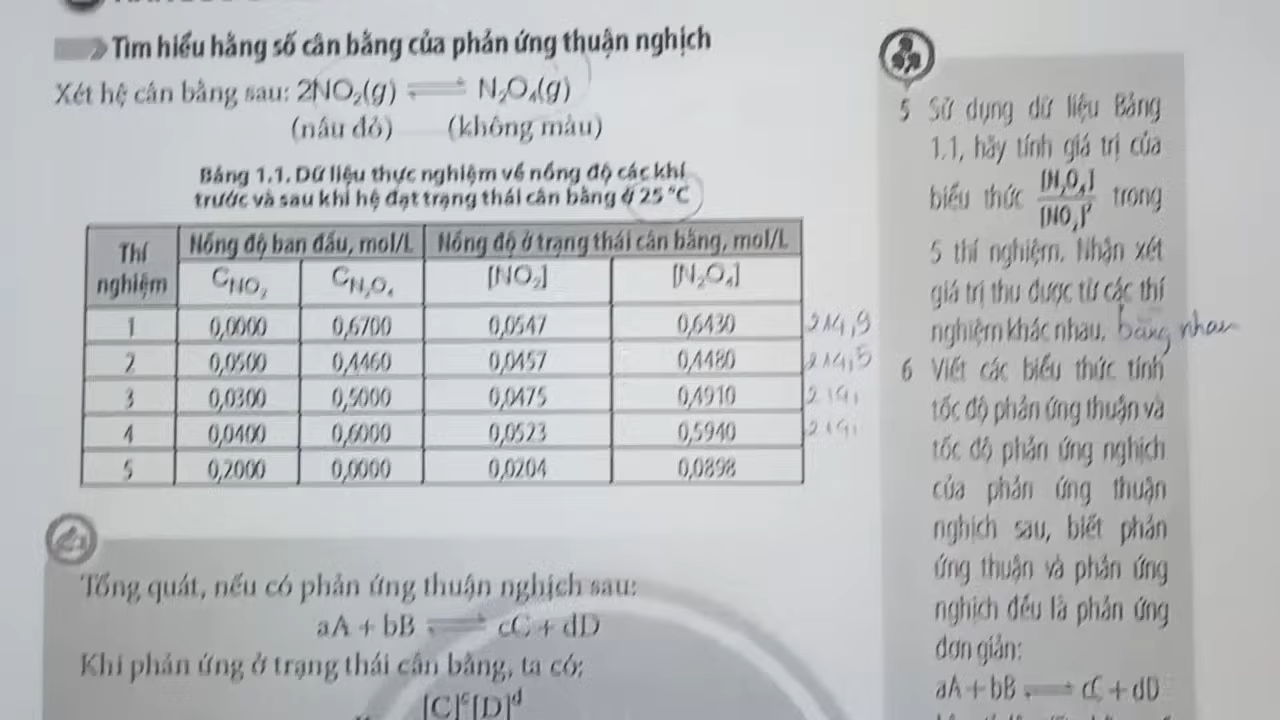 Tìm hiểu hằng số cân bằng của phản ứng thuận nghịch
Xét hệ cân bằng sau: 2NO₂(g) ⇌ N₂O₄(g)
(nâu đỏ) (không màu)
Bảng 1.1. Dữ liệu thực nghiệm về nồng độ các khí
trước và sau khi hệ đạt trạng thái cân bằng ở 25 °C
Thí nghiệm | Nồng độ ban đầu, mol/L | Nồng độ ở trạng thái cân bằng, mol/L
C_NO₂ | C_N₂O₄ | [NO₂] | [N₂O₄]
1 | 0,0000 | 0,6700 | 0,0547 | 0,6430 214,9
2 | 0,0500 | 0,4460 | 0,0457 | 0,4480 214,5
3 | 0,0300 | 0,5000 | 0,0475 | 0,4910
4 | 0,0400 | 0,6000 | 0,0523 | 0,5940
5 | 0,2000 | 0,0000 | 0,0204 | 0,0898
Tổng quát, nếu có phản ứng thuận nghịch sau:
aA + bB ⇌ cC + dD
Khi phản ứng ở trạng thái cân bằng, ta có:
[C]ᶜ[D]ᵈ
5 Sử dụng dữ liệu Bảng
1.1, hãy tính giá trị của
biểu thức [N₂O₄]/[NO₂]² trong
5 thí nghiệm. Nhận xét
giá trị thu được từ các thí
nghiệm khác nhau. bằng nhau
6 Viết các biểu thức tính
tốc độ phản ứng thuận và
tốc độ phản ứng nghịch
của phản ứng thuận
nghịch sau, biết phản
ứng thuận và phản ứng
nghịch đều là phản ứng
đơn giản:
aA + bB ⇌ cC + dD